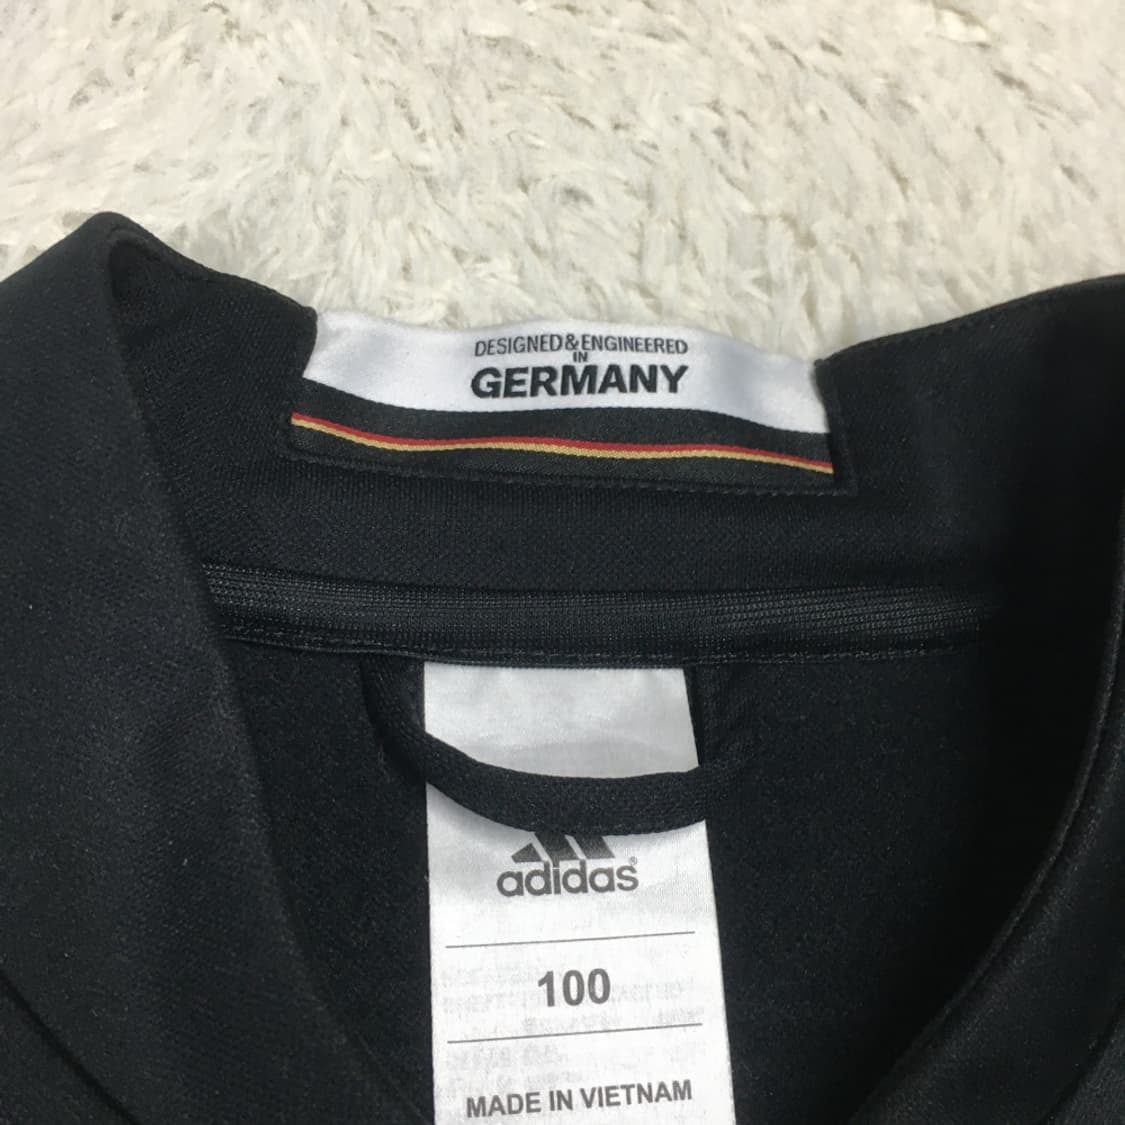 DESIGNED & ENGINEERED
IN
GERMANY
adidas®
100
MADE IN VIETNAM